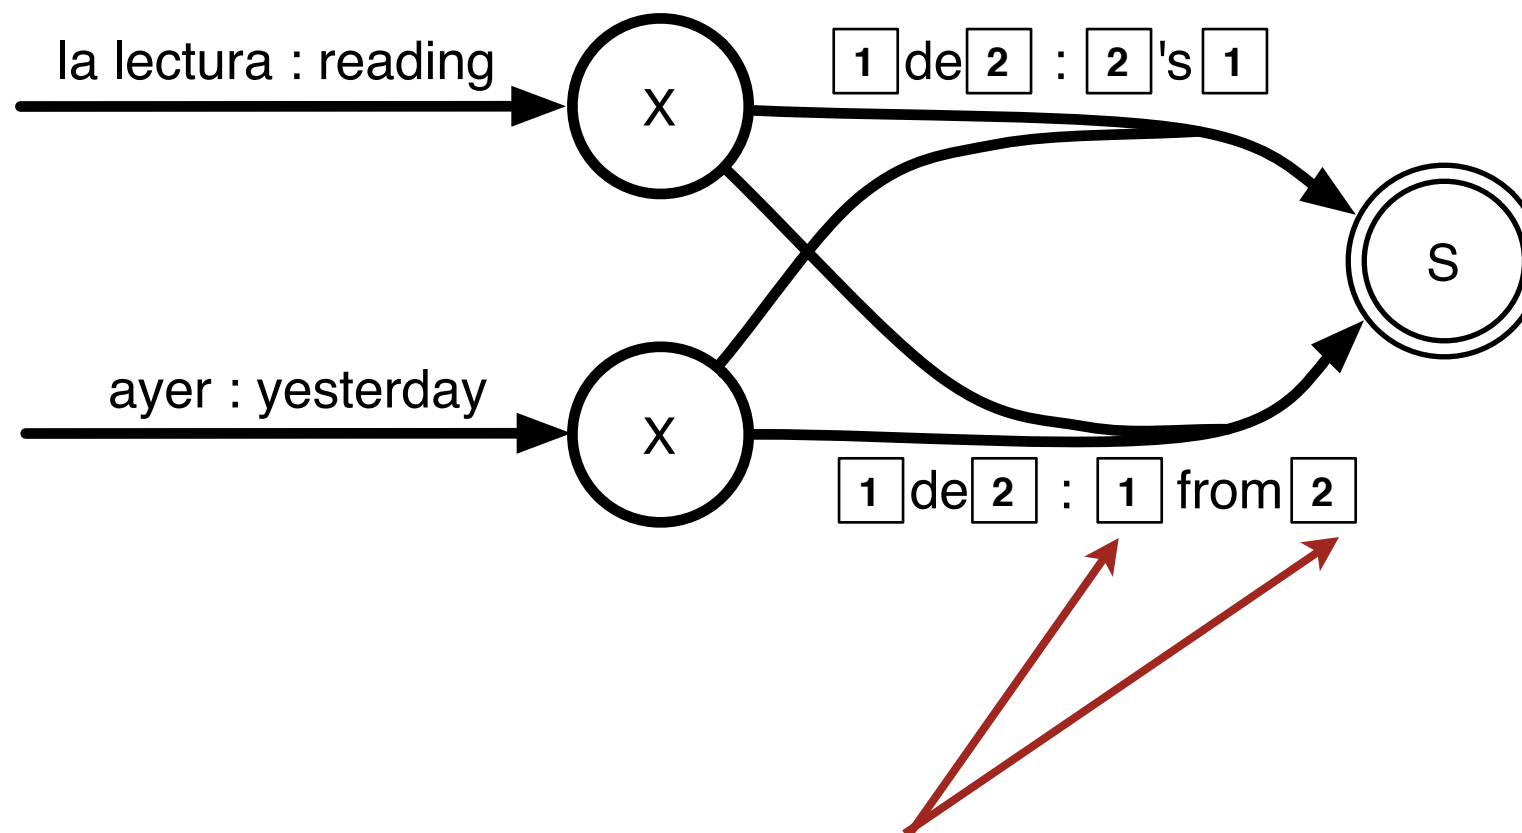 la lectura : reading
1 de 2 : 2 's 1
X
S
ayer : yesterday
X
1 de 2 : 1 from 2